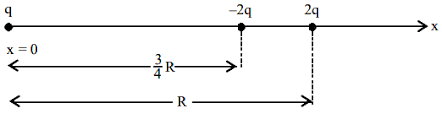 q –2q 2q
x
x = 0
3/4 R
R